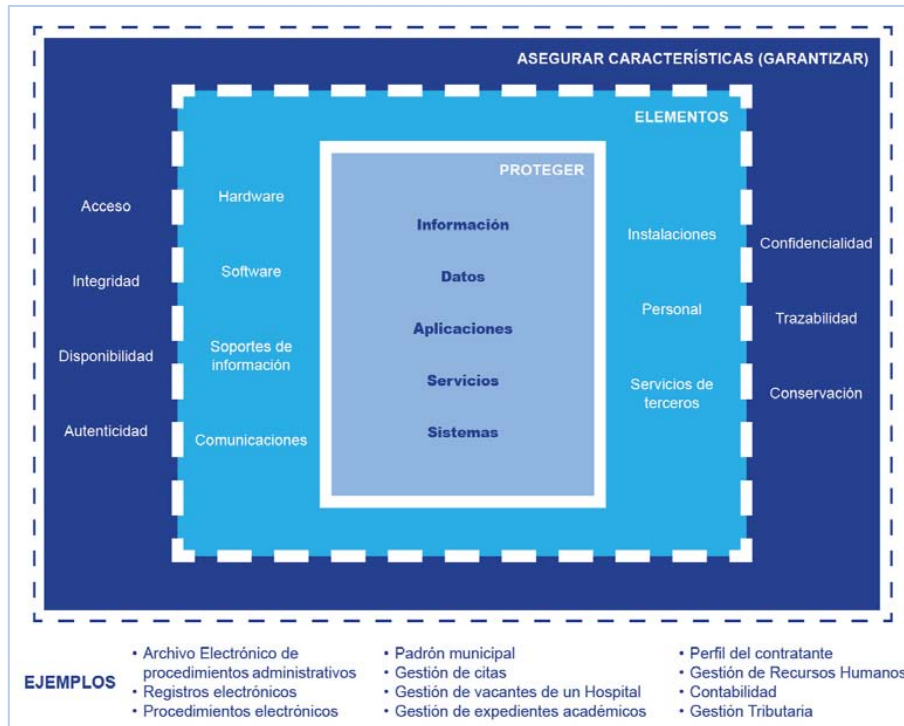 ASEGURAR CARACTERÍSTICAS (GARANTIZAR)
Acceso
Integridad
Disponibilidad
Autenticidad
ELEMENTOS
Hardware
Software
Soportes de
información
Comunicaciones
PROTEGER
Información
Datos
Aplicaciones
Servicios
Sistemas
Instalaciones
Personal
Servicios de
terceros
Confidencialidad
Trazabilidad
Conservación
EJEMPLOS
• Archivo Electrónico de
procedimientos administrativos
• Registros electrónicos
• Procedimientos electrónicos
• Padrón municipal
• Gestión de citas
• Gestión de vacantes de un Hospital
• Gestión de expedientes académicos
• Perfil del contratante
• Gestión de Recursos Humanos
• Contabilidad
• Gestión Tributaria